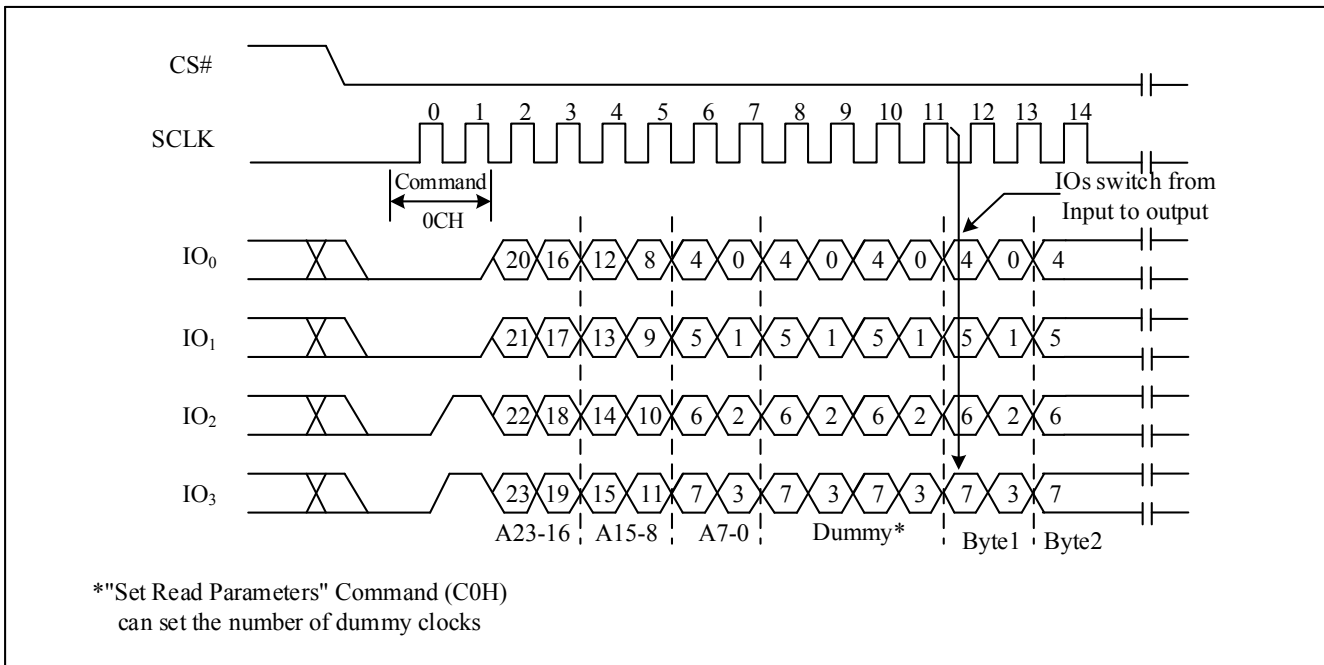 CS#
0 1 2 3 4 5 6 7 8 9 10 11 12 13 14
SCLK
Command
0CH
IOs switch from
Input to output
IO₀ 20 16 12 8 4 0 4 0 4 0 4 0 4
IO₁ 21 17 13 9 5 1 5 1 5 1 5 1 5
IO₂ 22 18 14 10 6 2 6 2 6 2 6 2 6
IO₃ 23 19 15 11 7 3 7 3 7 3 7 3 7
A23-16 A15-8 A7-0 Dummy* Byte1 Byte2
*"Set Read Parameters" Command (C0H)
can set the number of dummy clocks